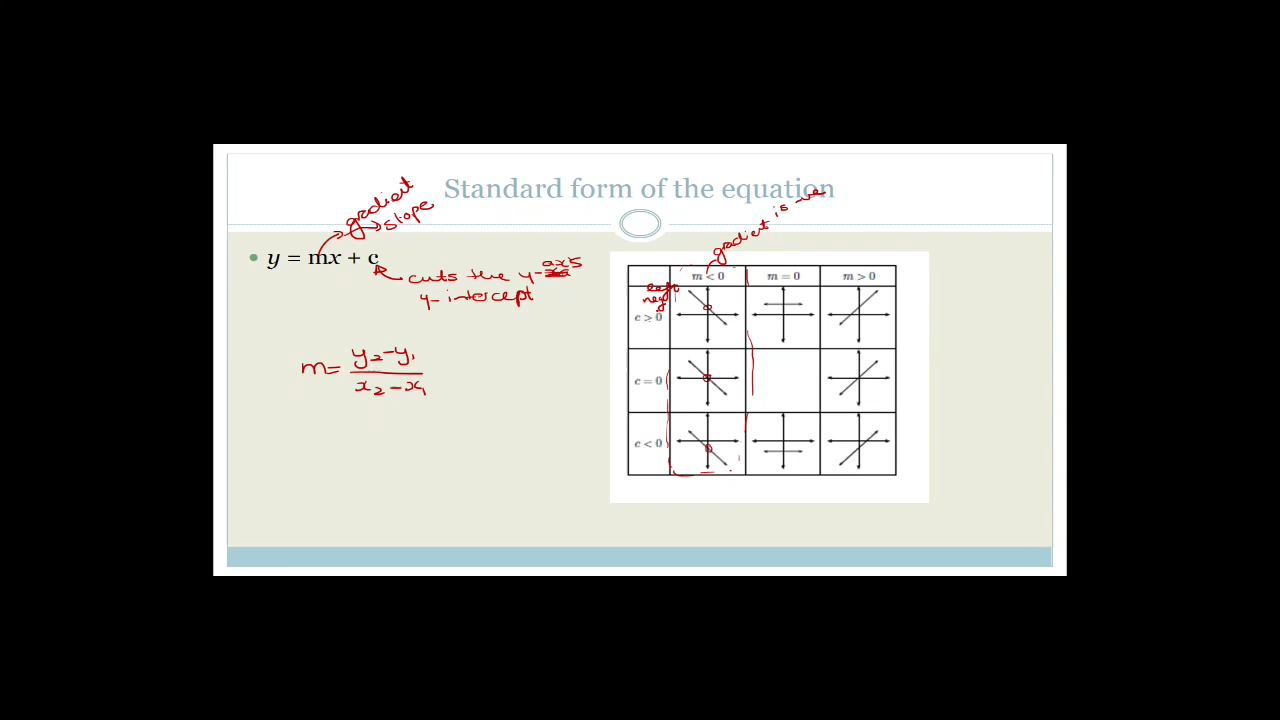 Standard form of the equation
gradient
slope
y = mx + c
cuts the y-axis
y-intercept
m = y₂-y₁ / x₂-x₁
gradient is -ve
m < 0 m = 0 m > 0
neg
c > 0
c = 0
c < 0